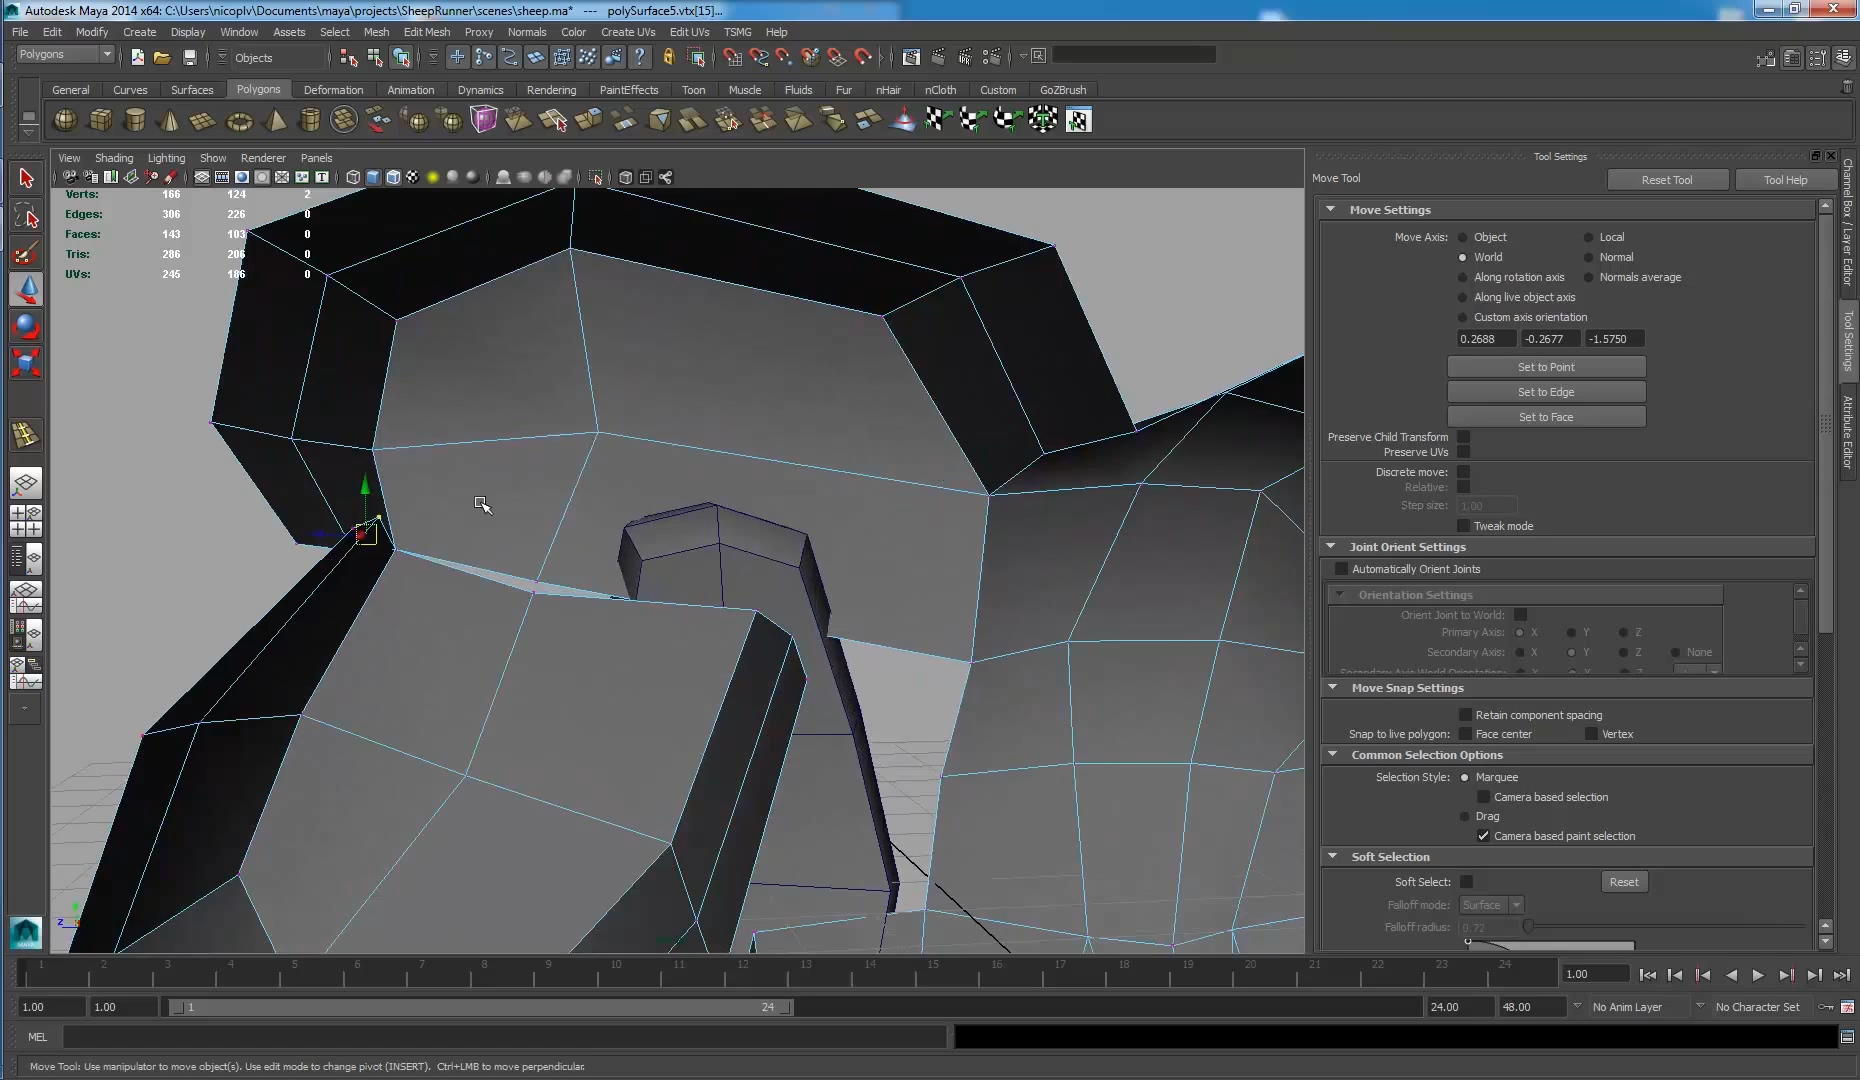 Autodesk Maya 2014 x64: C:\Users\nicoplv\Documents\maya\projects\SheepRunner\scenes\sheep.ma* --- polySurface5.vtx[15]...
File Edit Modify Create Display Window Assets Select Mesh Edit Mesh Proxy Normals Color Create UVs Edit UVs TSMG Help
Polygons Objects
General Curves Surfaces Polygons Deformation Animation Dynamics Rendering PaintEffects Toon Muscle Fluids Fur nHair nCloth Custom GoZBrush
View Shading Lighting Show Renderer Panels
Verts: 166 124 2
Edges: 306 226 0
Faces: 143 103 0
Tris: 286 206 0
UVs: 245 186 0
Tool Settings
Move Tool Reset Tool Tool Help
Move Settings
Move Axis: Object Local
World Normal
Along rotation axis Normals average
Along live object axis
Custom axis orientation
0.2688 -0.2677 -1.5750
Set to Point
Set to Edge
Set to Face
Preserve Child Transform
Preserve UVs
Discrete move:
Relative:
Step size: 1.00
Tweak mode
Joint Orient Settings
Automatically Orient Joints
Orientation Settings
Orient Joint to World:
Primary Axis: X Y Z
Secondary Axis: X Y Z None
Secondary Axis World Orientation:
Move Snap Settings
Retain component spacing
Snap to live polygon: Face center Vertex
Common Selection Options
Selection Style: Marquee
Camera based selection
Drag
Camera based paint selection
Soft Selection
Soft Select: Reset
Falloff mode: Surface
Falloff radius: 0.72
Channel Box / Layer Editor
Tool Settings
Attribute Editor
1 2 3 4 5 6 7 8 9 10 11 12 13 14 15 16 17 18 19 20 21 22 23 24 1.00
1.00 1.00 1 24 24.00 48.00 No Anim Layer No Character Set
MEL
Move Tool: Use manipulator to move object(s). Use edit mode to change pivot (INSERT). Ctrl+LMB to move perpendicular.